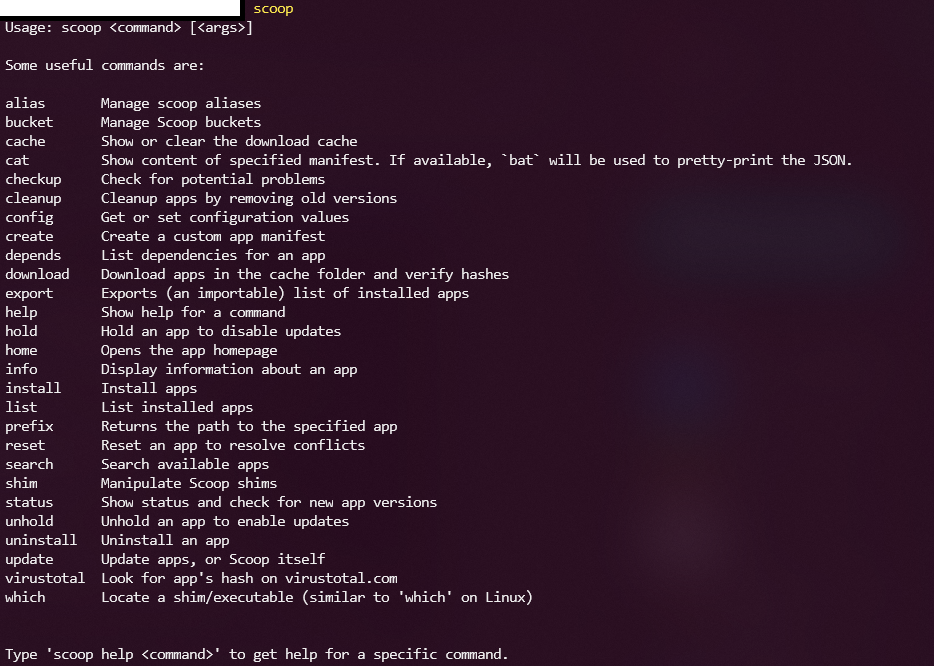 scoop
Usage: scoop <command> [<args>]
Some useful commands are:
alias Manage scoop aliases
bucket Manage Scoop buckets
cache Show or clear the download cache
cat Show content of specified manifest. If available, `bat` will be used to pretty-print the JSON.
checkup Check for potential problems
cleanup Cleanup apps by removing old versions
config Get or set configuration values
create Create a custom app manifest
depends List dependencies for an app
download Download apps in the cache folder and verify hashes
export Exports (an importable) list of installed apps
help Show help for a command
hold Hold an app to disable updates
home Opens the app homepage
info Display information about an app
install Install apps
list List installed apps
prefix Returns the path to the specified app
reset Reset an app to resolve conflicts
search Search available apps
shim Manipulate Scoop shims
status Show status and check for new app versions
unhold Unhold an app to enable updates
uninstall Uninstall an app
update Update apps, or Scoop itself
virustotal Look for app's hash on virustotal.com
which Locate a shim/executable (similar to 'which' on Linux)
Type 'scoop help <command>' to get help for a specific command.